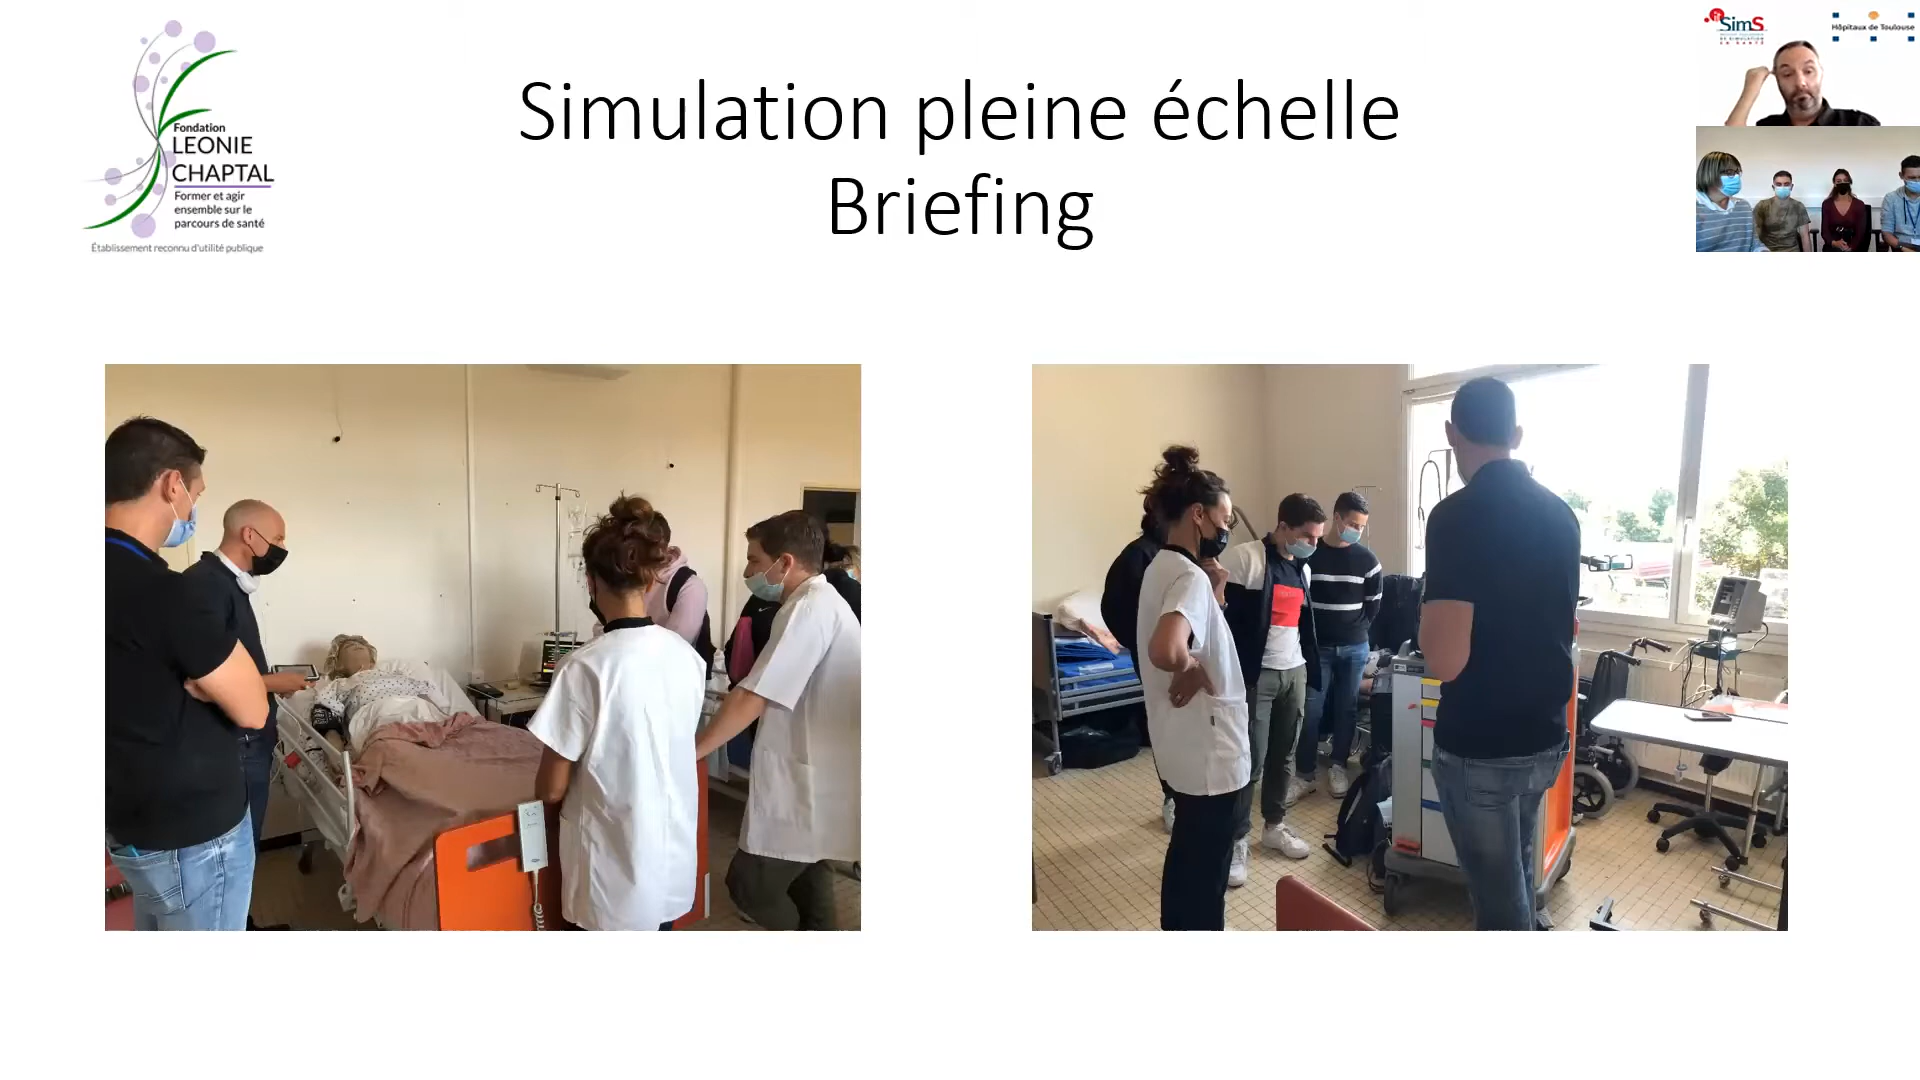 Fondation
LEONIE
CHAPTAL
Former et agir
ensemble sur le
parcours de santé
Établissement reconnu d'utilité publique
Simulation pleine échelle
Briefing
itSimS
Hôpitaux de Toulouse